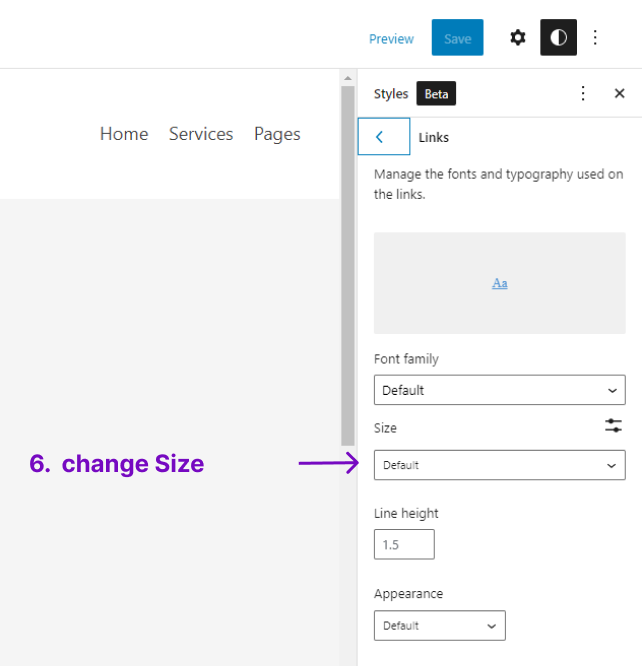 Preview Save
Styles Beta
Home Services Pages
Links
Manage the fonts and typography used on
the links.
Aa
Font family
Default
Size
6. change Size
Default
Line height
1.5
Appearance
Default